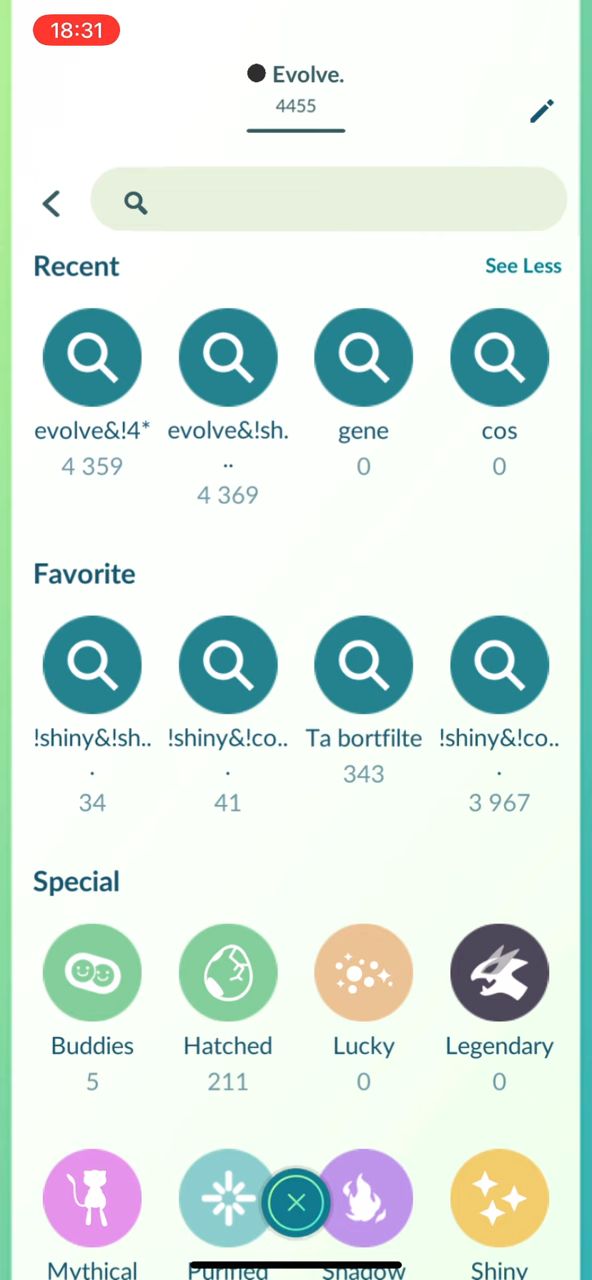 18:31
Evolve.
4455
Recent
See Less
evolve&!4*
evolve&!sh.
..
gene
cos
4 359
4 369
0
0
Favorite
!shiny&!sh..
.
!shiny&!co..
.
Ta bortfilte
!shiny&!co..
.
34
41
343
3 967
Special
Buddies
Hatched
Lucky
Legendary
5
211
0
0
Mythical
Purified
Shadow
Shiny